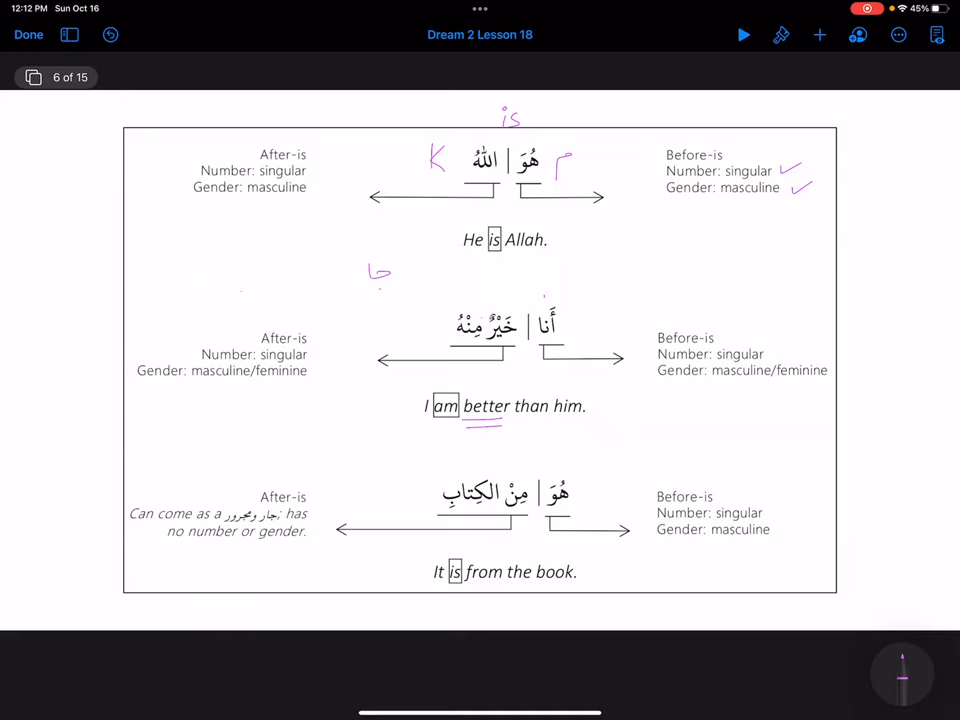 12:12 PM Sun Oct 16
45%
Done
Dream 2 Lesson 18
6 of 15
is
After-is
Number: singular
Gender: masculine
K
هُوَ | اللهُ
م
Before-is
Number: singular
Gender: masculine
He is Allah.
جا
After-is
Number: singular
Gender: masculine/feminine
أَنا | خَيْرٌ مِنْهُ
Before-is
Number: singular
Gender: masculine/feminine
I am better than him.
After-is
Can come as a جار ومجرور; has
no number or gender.
هُوَ | مِنْ الكِتابِ
Before-is
Number: singular
Gender: masculine
It is from the book.